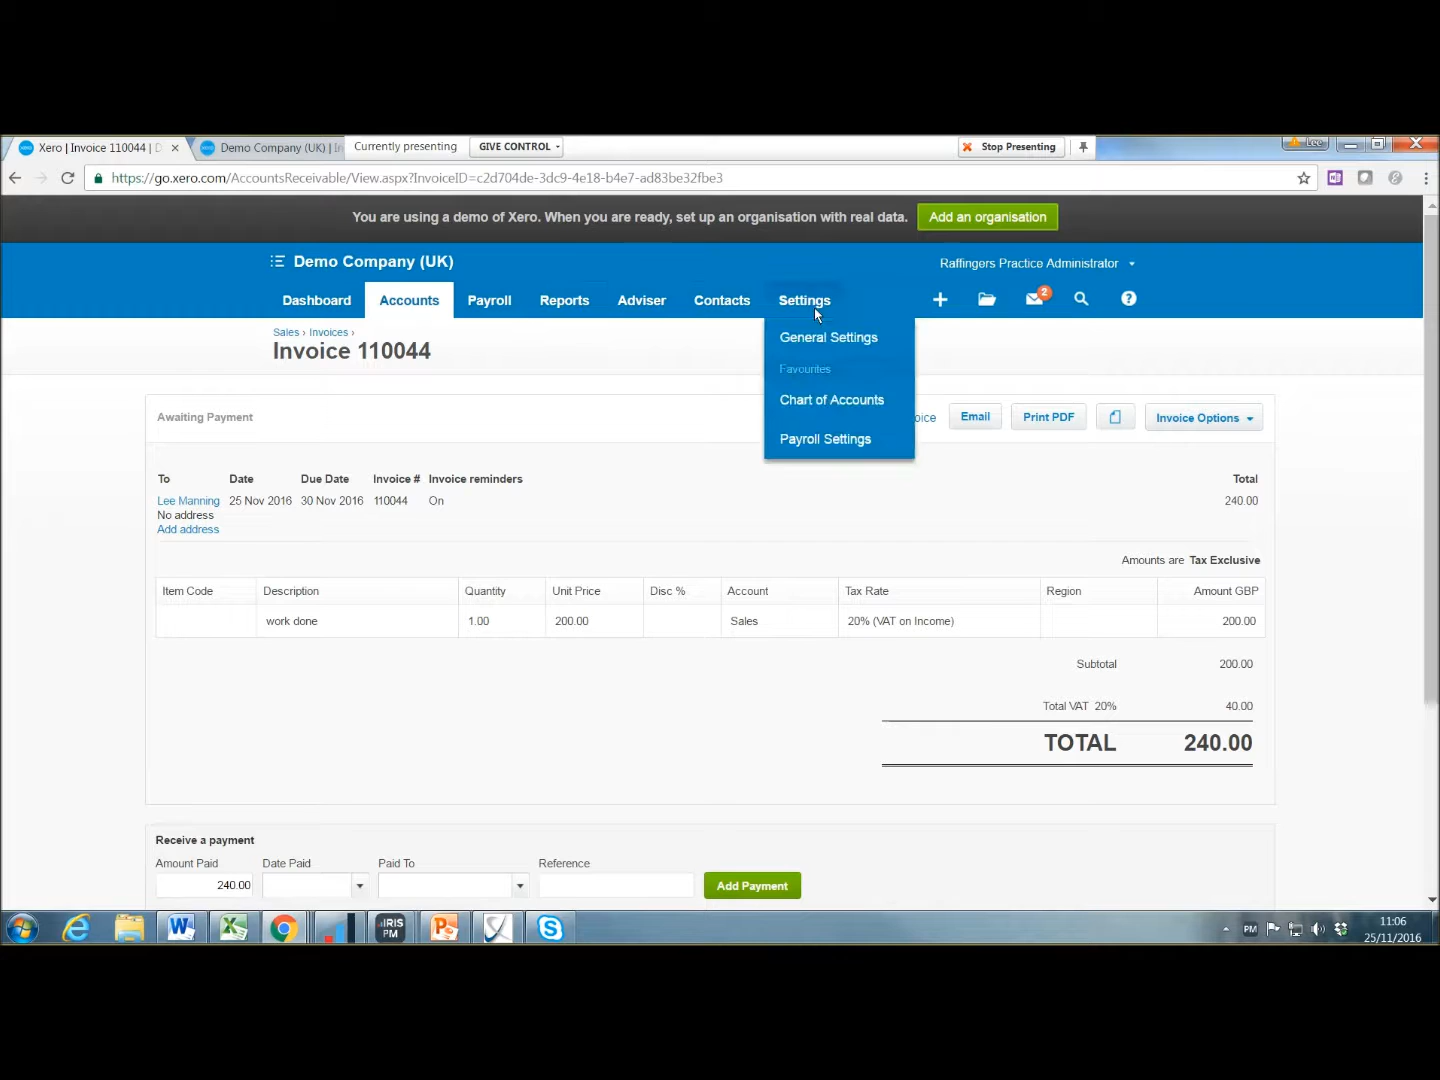 Xero | Invoice 110044 | D
Demo Company (UK) | In
Currently presenting
GIVE CONTROL
Stop Presenting
Lee
https://go.xero.com/AccountsReceivable/View.aspx?InvoiceID=c2d704de-3dc9-4e18-b4e7-ad83be32fbe3
You are using a demo of Xero. When you are ready, set up an organisation with real data.
Add an organisation
Demo Company (UK)
Raffingers Practice Administrator
Dashboard
Accounts
Payroll
Reports
Adviser
Contacts
Settings
2
General Settings
Favourites
Chart of Accounts
Payroll Settings
Sales › Invoices ›
Invoice 110044
Awaiting Payment
oice
Email
Print PDF
Invoice Options
To Date Due Date Invoice # Invoice reminders Total
Lee Manning 25 Nov 2016 30 Nov 2016 110044 On 240.00
No address
Add address
Amounts are Tax Exclusive
Item Code Description Quantity Unit Price Disc % Account Tax Rate Region Amount GBP
work done 1.00 200.00 Sales 20% (VAT on Income) 200.00
Subtotal 200.00
Total VAT 20% 40.00
TOTAL 240.00
Receive a payment
Amount Paid Date Paid Paid To Reference
240.00
Add Payment
IRIS
PM
PM
11:06
25/11/2016